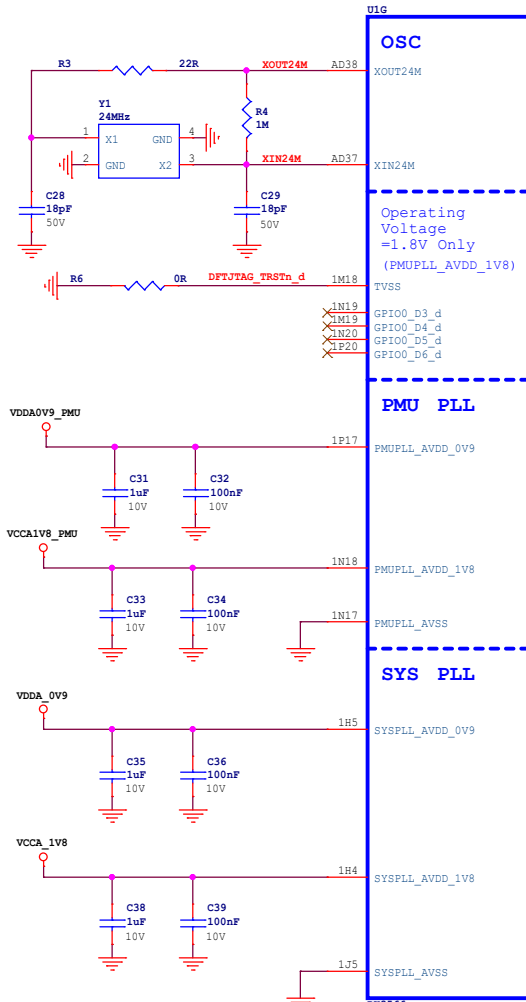 U1G
OSC
R3 22R XOUT24M AD38 XOUT24M
Y1
24MHz
R4
1M
1 X1 GND 4
2 GND X2 3 XIN24M AD37 XIN24M
C28
18pF
50V
C29
18pF
50V
Operating
Voltage
=1.8V Only
(PMUPLL_AVDD_1V8)
R6 0R DFTJTAG_TRSTn_d 1M18 TVSS
1N19 GPIO0_D3_d
1M19 GPIO0_D4_d
1N20 GPIO0_D5_d
1P20 GPIO0_D6_d
PMU PLL
VDDA0V9_PMU
1P17 PMUPLL_AVDD_0V9
C31
1uF
10V
C32
100nF
10V
VCCA1V8_PMU
1N18 PMUPLL_AVDD_1V8
C33
1uF
10V
C34
100nF
10V
1N17 PMUPLL_AVSS
SYS PLL
VDDA_0V9
1H5 SYSPLL_AVDD_0V9
C35
1uF
10V
C36
100nF
10V
VCCA_1V8
1H4 SYSPLL_AVDD_1V8
C38
1uF
10V
C39
100nF
10V
1J5 SYSPLL_AVSS